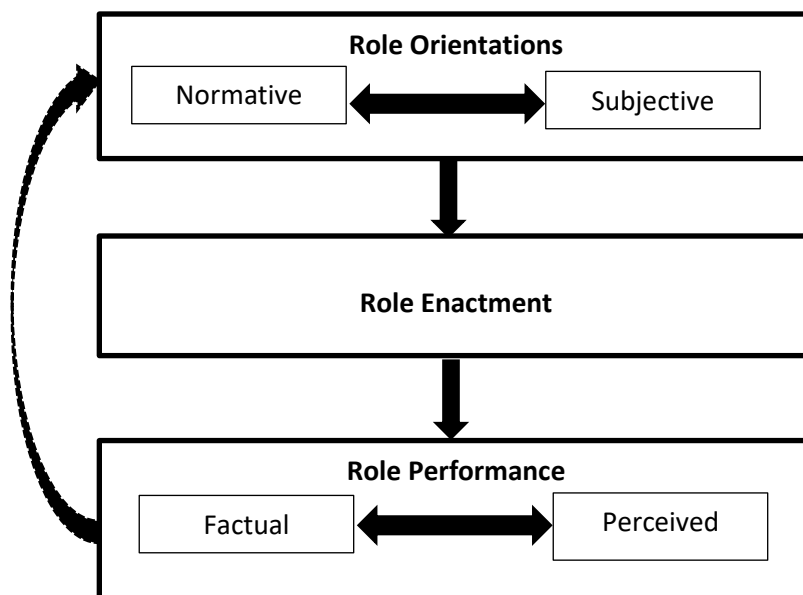 Role Orientations
Normative
Subjective
Role Enactment
Role Performance
Factual
Perceived